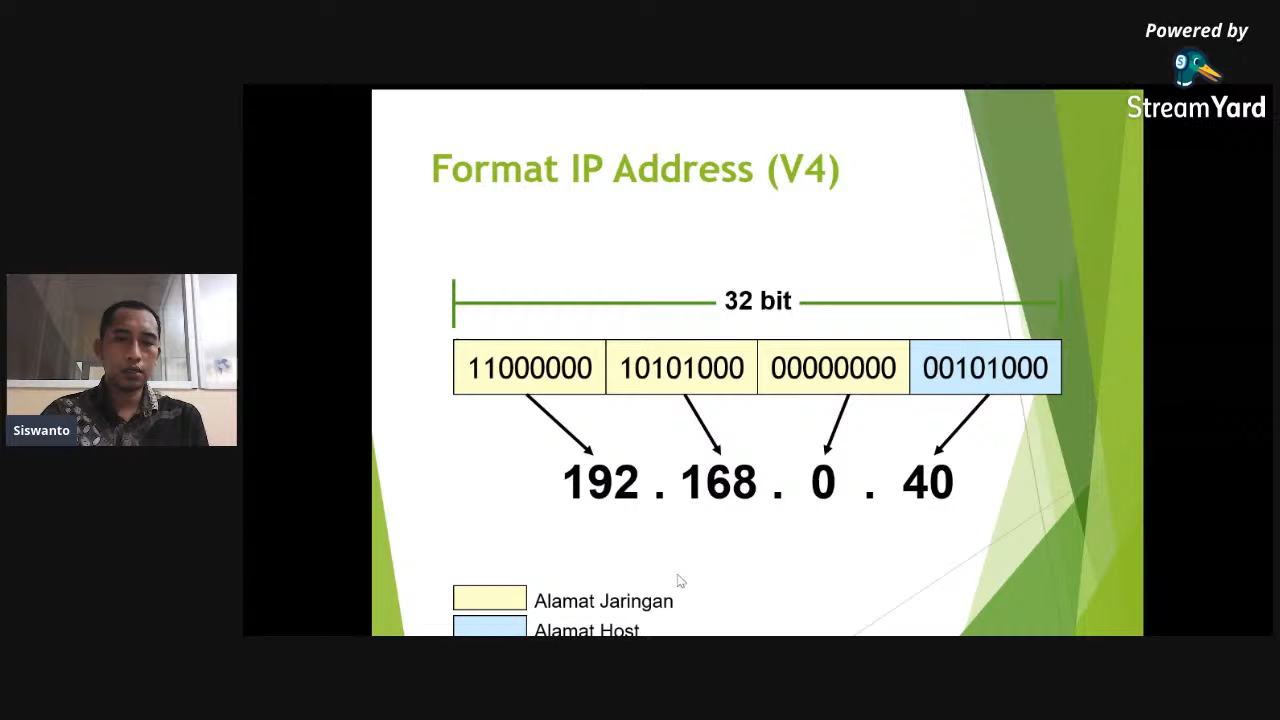 Powered by
StreamYard
Format IP Address (V4)
32 bit
11000000 10101000 00000000 00101000
192 . 168 . 0 . 40
Siswanto
Alamat Jaringan
Alamat Host